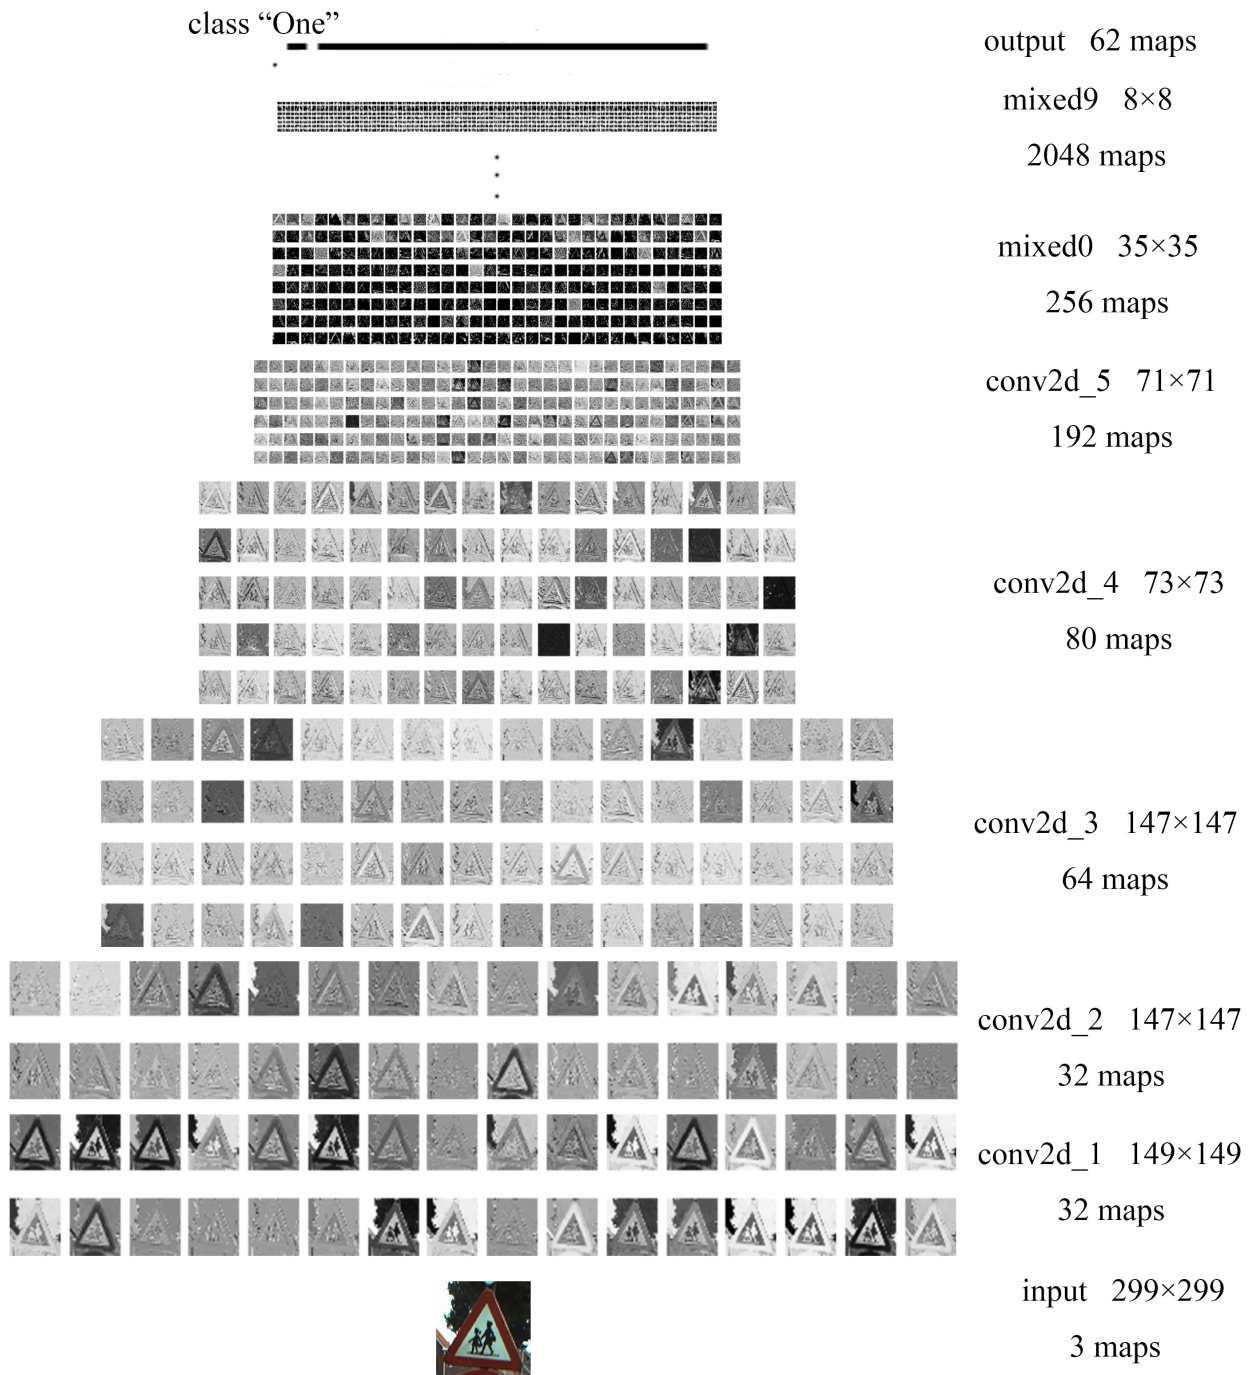 class “One”
output 62 maps
mixed9 8×8
2048 maps
mixed0 35×35
256 maps
conv2d_5 71×71
192 maps
conv2d_4 73×73
80 maps
conv2d_3 147×147
64 maps
conv2d_2 147×147
32 maps
conv2d_1 149×149
32 maps
input 299×299
3 maps